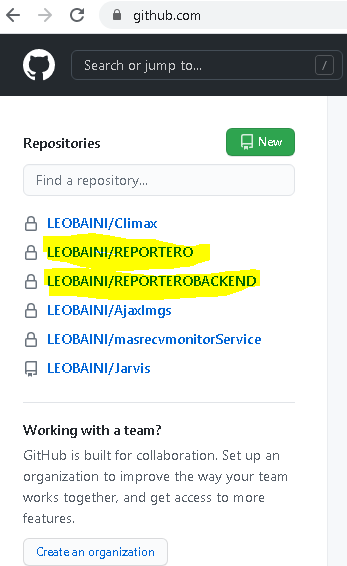 github.com
Search or jump to...
/
Repositories
New
Find a repository...
LEOBAINI/Climax
LEOBAINI/REPORTERO
LEOBAINI/REPORTEROBACKEND
LEOBAINI/AjaxImgs
LEOBAINI/masrecvmonitorService
LEOBAINI/Jarvis
Working with a team?
GitHub is built for collaboration. Set up an
organization to improve the way your team
works together, and get access to more
features.
Create an organization